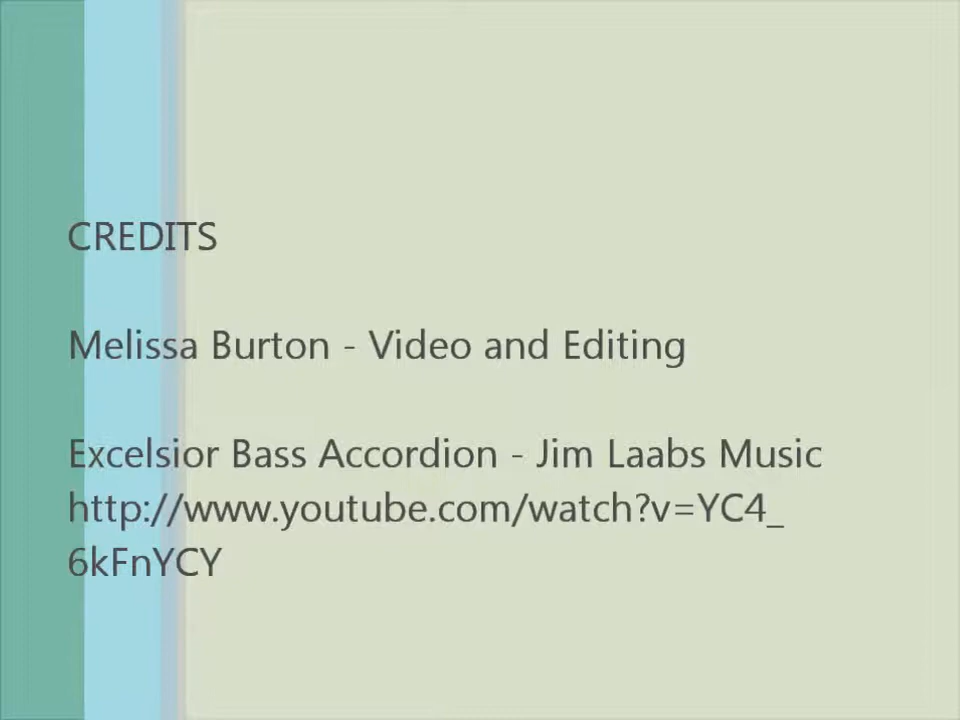 CREDITS
Melissa Burton - Video and Editing
Excelsior Bass Accordion - Jim Laabs Music
http://www.youtube.com/watch?v=YC4_
6kFnYCY